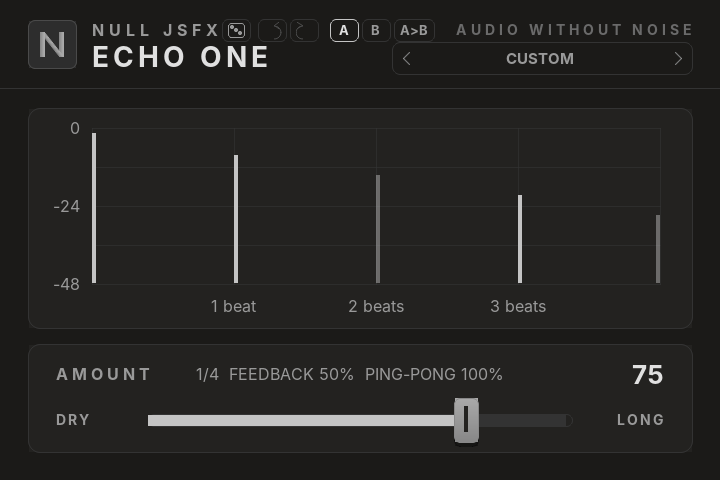 N NULL JSFX A B A>B AUDIO WITHOUT NOISE
ECHO ONE CUSTOM
0
-24
-48
1 beat 2 beats 3 beats
AMOUNT 1/4 FEEDBACK 50% PING-PONG 100% 75
DRY LONG